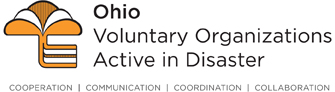 Ohio
Voluntary Organizations
Active in Disaster
COOPERATION | COMMUNICATION | COORDINATION | COLLABORATION